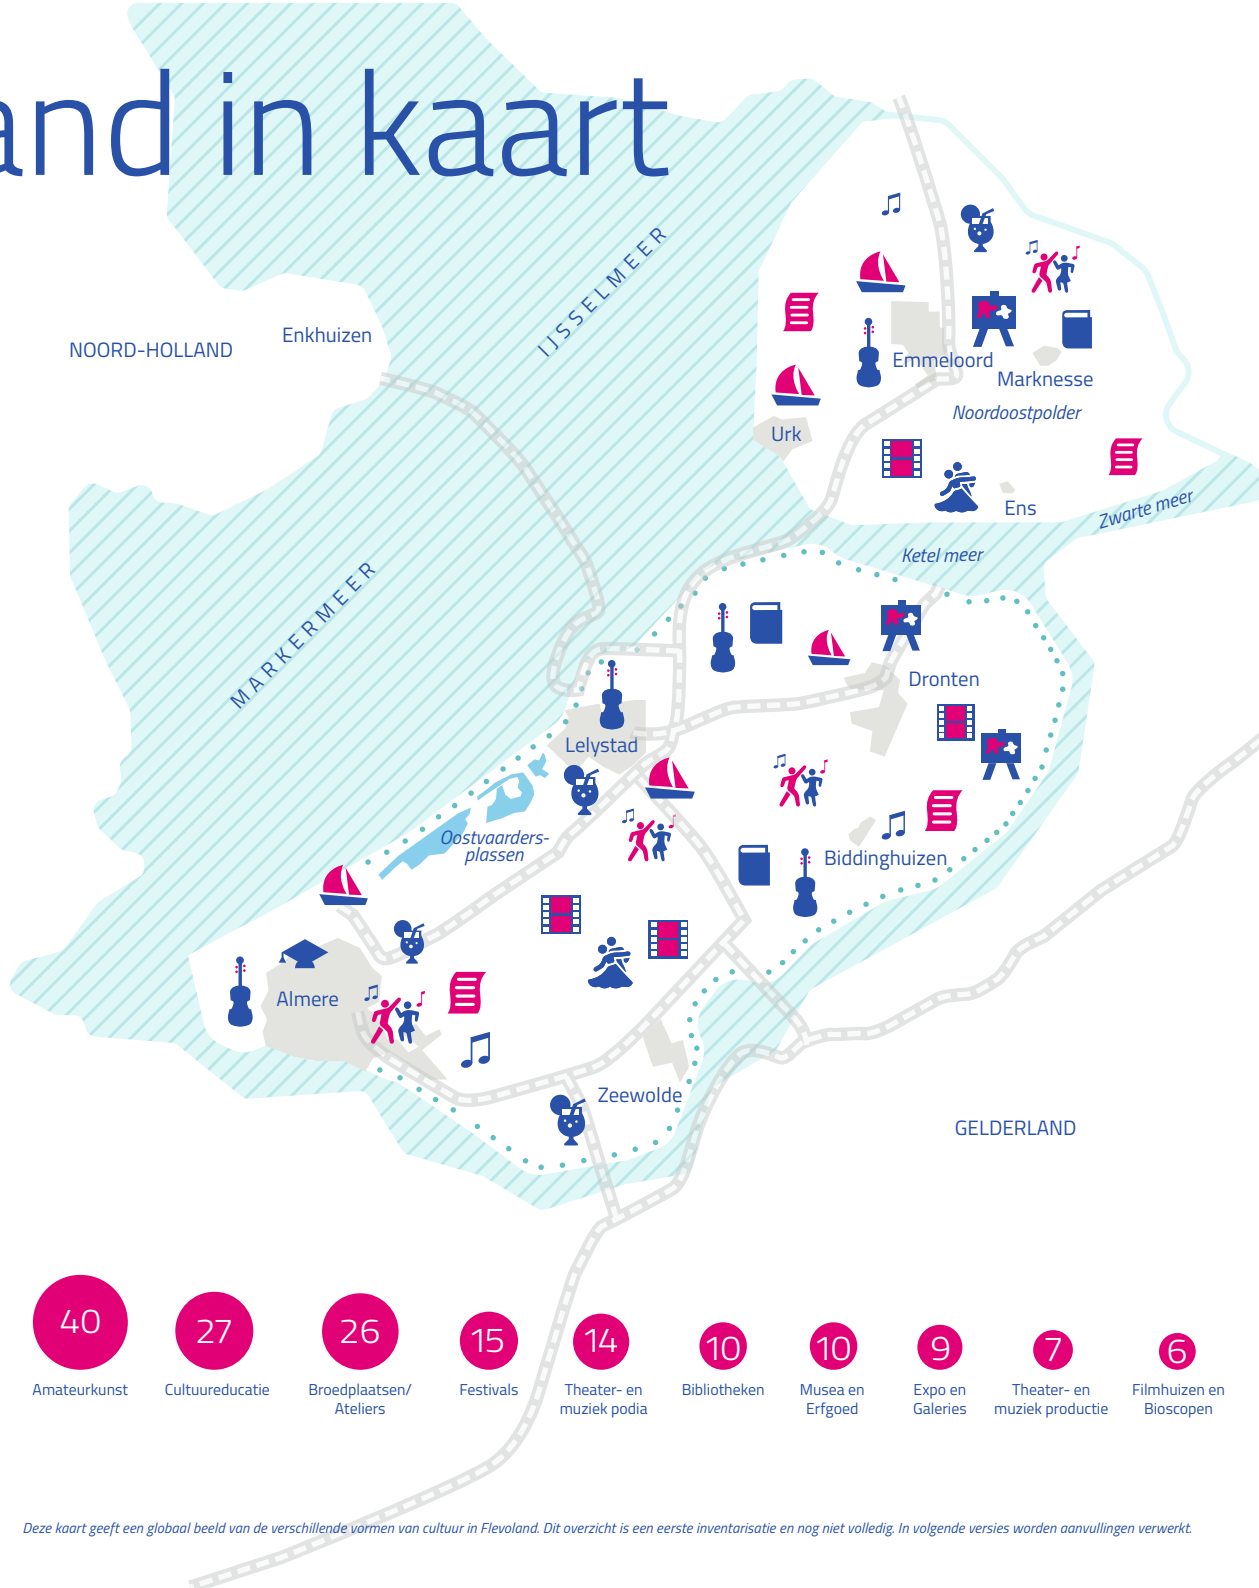 and in kaart
IJSSELMEER
NOORD-HOLLAND
Enkhuizen
Emmeloord
Marknesse
Noordoostpolder
Urk
Ens
Zwarte meer
Ketel meer
MARKERMEER
Dronten
Lelystad
Oostvaarders-
plassen
Biddinghuizen
Almere
Zeewolde
GELDERLAND
40
27
26
15
14
10
10
9
7
6
Amateurkunst
Cultuureducatie
Broedplaatsen/
Ateliers
Festivals
Theater- en
muziek podia
Bibliotheken
Musea en
Erfgoed
Expo en
Galeries
Theater- en
muziek productie
Filmhuizen en
Bioscopen
Deze kaart geeft een globaal beeld van de verschillende vormen van cultuur in Flevoland. Dit overzicht is een eerste inventarisatie en nog niet volledig. In volgende versies worden aanvullingen verwerkt.